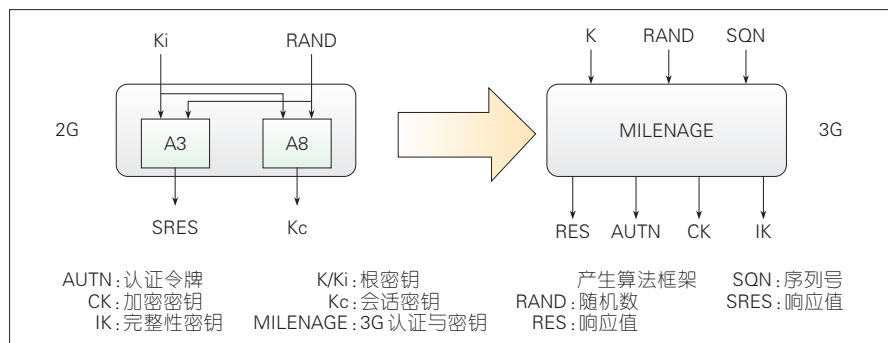 Ki RAND K RAND SQN
2G A3 A8 MILENAGE 3G
SRES Kc RES AUTN CK IK
AUTN:认证令牌 K/Ki:根密钥 产生算法框架 SQN:序列号
CK:加密密钥 Kc:会话密钥 RAND:随机数 SRES:响应值
IK:完整性密钥 MILENAGE:3G认证与密钥 RES:响应值